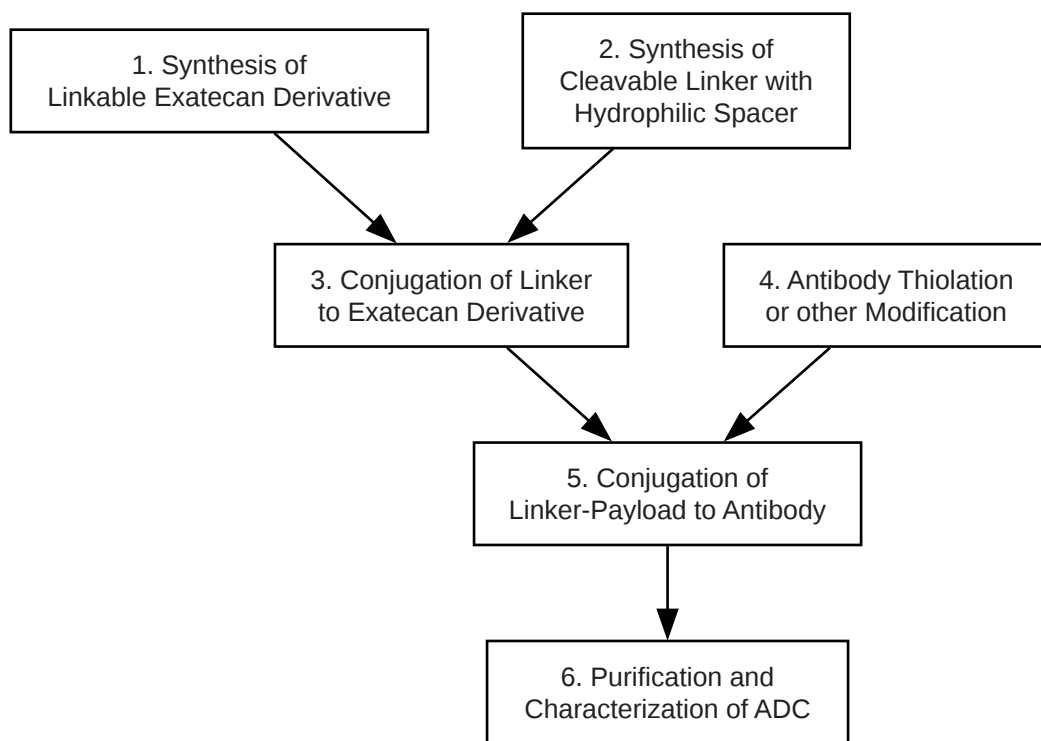 1. Synthesis of
Linkable Exatecan Derivative
2. Synthesis of
Cleavable Linker with
Hydrophilic Spacer
3. Conjugation of Linker
to Exatecan Derivative
4. Antibody Thiolation
or other Modification
5. Conjugation of
Linker-Payload to Antibody
6. Purification and
Characterization of ADC